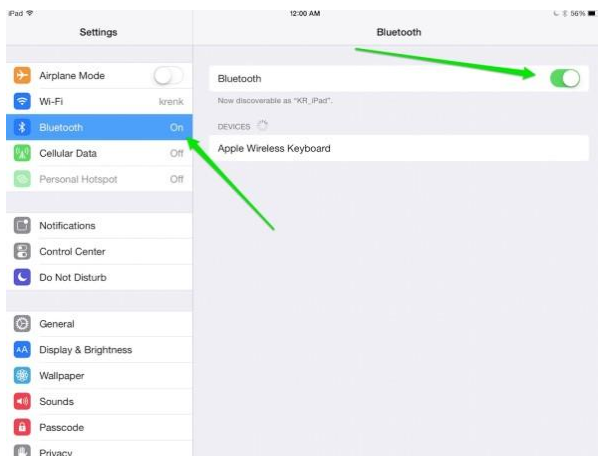 iPad
12:00 AM
56%
Settings
Bluetooth
Airplane Mode
Wi-Fi
krenk
Bluetooth
On
Cellular Data
Off
Personal Hotspot
Off
Notifications
Control Center
Do Not Disturb
General
AA
Display & Brightness
Wallpaper
Sounds
Passcode
Privacy
Bluetooth
Now discoverable as "KR_iPad".
DEVICES
Apple Wireless Keyboard